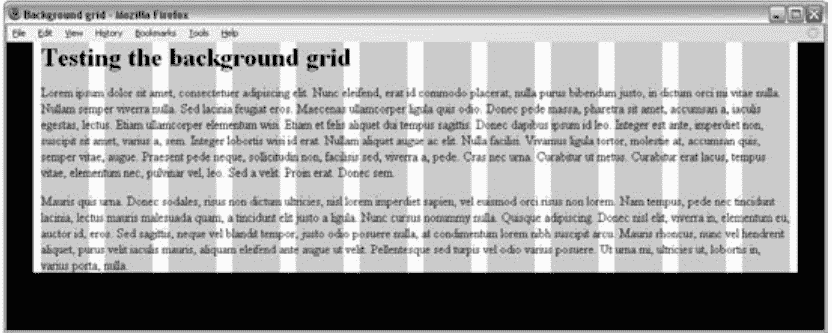 Background grid - Mozilla Firefox
File Edit View History Bookmarks Tools Help
Testing the background grid
Lorem ipsum dolor sit amet, consectetuer adipiscing elit. Nunc eleifend, erat id commodo placerat, nulla purus bibendum justo, in dictum orci mi vitae nulla.
Nullam semper viverra nulla. Sed lacinia feugiat eros. Maecenas ullamcorper ligula quis odio. Donec pede massa, pharetra sit amet, accumsan a, iaculis
egestas, lectus. Etiam ullamcorper elementum wisi. Etiam et felis aliquet dui tempus sagittis. Donec dapibus ipsum id leo. Integer est ante, imperdiet non,
suscipit sit amet, varius a, sem. Integer lobortis wisi id erat. Nullam aliquet augue ac elit. Nulla facilisi. Vivamus ligula tortor, molestie at, accumsan quis,
semper vitae, augue. Praesent pede neque, sollicitudin non, facilisis sed, viverra a, pede. Cras nec urna. Curabitur ut metus. Curabitur erat lacus, tempus
vitae, elementum nec, pulvinar vel, leo. Sed a velit. Proin erat. Donec sem.
Mauris quis urna. Donec sodales, risus non dictum ultricies, nisl lorem imperdiet sapien, vel euismod orci risus non lorem. Nam tempus, pede nec tincidunt
lacinia, lectus mauris malesuada quam, a tincidunt elit justo a ligula. Nunc cursus nonummy nulla. Quisque adipiscing. Donec nisl elit, viverra in, elementum eu,
auctor id, eros. Sed sagittis, neque vel blandit tempor, justo odio posuere nulla, at condimentum lorem nibh suscipit arcu. Mauris rhoncus, nunc vel hendrerit
aliquet, purus velit iaculis mauris, aliquam eleifend ante augue ut velit. Pellentesque sed turpis vel odio varius posuere. Ut urna mi, ultricies ut, lobortis in,
varius porta, nulla.